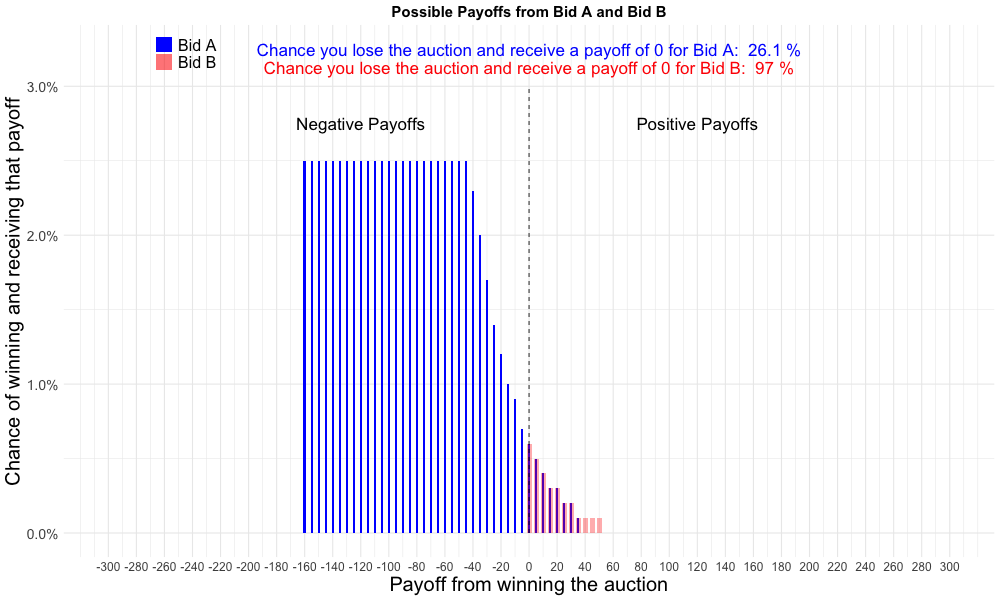 Possible Payoffs from Bid A and Bid B
Bid A
Bid B
Chance you lose the auction and receive a payoff of 0 for Bid A:  26.1 %
Chance you lose the auction and receive a payoff of 0 for Bid B:  97 %
Negative Payoffs
Positive Payoffs
Chance of winning and receiving that payoff
3.0%
2.0%
1.0%
0.0%
-300 -280 -260 -240 -220 -200 -180 -160 -140 -120 -100 -80 -60 -40 -20 0 20 40 60 80 100 120 140 160 180 200 220 240 260 280 300
Payoff from winning the auction